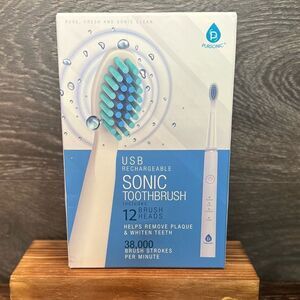 PURE, FRESH AND SONIC CLEAN
PURSONIC
USB
RECHARGEABLE
SONIC
TOOTHBRUSH
INCLUDES
12 BRUSH
HEADS
HELPS REMOVE PLAQUE
& WHITEN TEETH
38,000
BRUSH STROKES
PER MINUTE